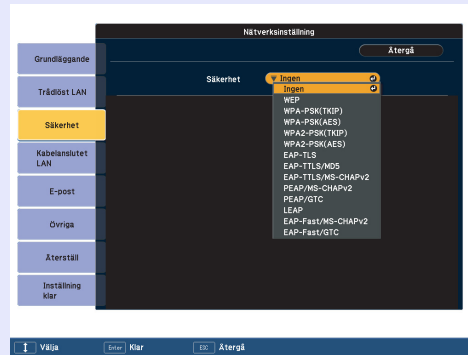 Nätverksinställning
Återgå
Grundläggande
Trådlöst LAN
Säkerhet
Kabelanslutet
LAN
E-post
Övriga
Återställ
Inställning
klar
Säkerhet
Ingen
Ingen
WEP
WPA-PSK(TKIP)
WPA-PSK(AES)
WPA2-PSK(TKIP)
WPA2-PSK(AES)
EAP-TLS
EAP-TTLS/MD5
EAP-TTLS/MS-CHAPv2
PEAP/MS-CHAPv2
PEAP/GTC
LEAP
EAP-Fast/MS-CHAPv2
EAP-Fast/GTC
Välja Enter Klar ESC Återgå